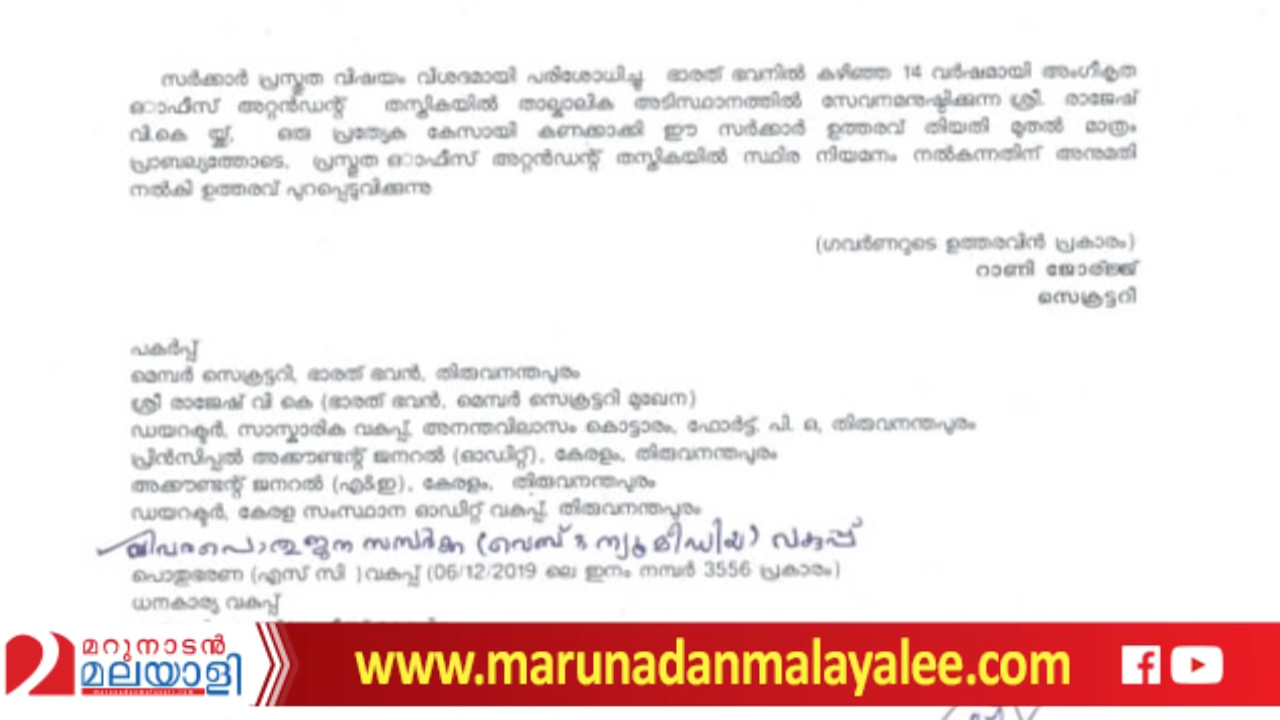 സർക്കാർ പ്രസ്തുത വിഷയം വിശദമായി പരിശോധിച്ചു. ഭാരത് ഭവനിൽ കഴിഞ്ഞ 14 വർഷമായി അംഗീകൃത
ഓഫീസ് അറ്റൻഡന്റ് തസ്തികയിൽ താല്കാലിക അടിസ്ഥാനത്തിൽ സേവനമനുഷ്ഠിക്കുന്ന ശ്രീ. രാജേഷ്
വി.കെ യ്ക്ക്, ഒരു പ്രത്യേക കേസായി കണക്കാക്കി ഈ സർക്കാർ ഉത്തരവ് തിയതി മുതൽ മാത്രം
പ്രാബല്യത്തോടെ, പ്രസ്തുത ഓഫീസ് അറ്റൻഡന്റ് തസ്തികയിൽ സ്ഥിര നിയമനം നൽകുന്നതിന് അനുമതി
നൽകി ഉത്തരവ് പുറപ്പെടുവിക്കുന്നു
(ഗവർണറുടെ ഉത്തരവിൻ പ്രകാരം)
റാണി ജോർജ്ജ്
സെക്രട്ടറി
പകർപ്പ്
മെമ്പർ സെക്രട്ടറി, ഭാരത് ഭവൻ, തിരുവനന്തപുരം
ശ്രീ രാജേഷ് വി കെ (ഭാരത് ഭവൻ, മെമ്പർ സെക്രട്ടറി മുഖേന)
ഡയറക്ടർ, സാസ്കാരിക വകുപ്പ്, അനന്തവിലാസം കൊട്ടാരം, ഫോർട്ട്. പി. ഒ, തിരുവനന്തപുരം
പ്രിൻസിപ്പൽ അക്കൗണ്ടന്റ് ജനറൽ (ഓഡിറ്റ്), കേരളം, തിരുവനന്തപുരം
അക്കൗണ്ടന്റ് ജനറൽ (എ&ഇ), കേരളം, തിരുവനന്തപുരം
ഡയറക്ടർ, കേരള സംസ്ഥാന ഓഡിറ്റ് വകുപ്പ്, തിരുവനന്തപുരം
വിവരപൊതുജന സമ്പർക്ക (വെബ് & ന്യൂ മീഡിയ) വകുപ്പ്
പൊതുഭരണ (എസ് സി ) വകുപ്പ് (06/12/2019 ലെ ഇനം നമ്പർ 3556 പ്രകാരം)
ധനകാര്യ വകുപ്പ്
മറുനാടൻ
മലയാളി
www.marunadanmalayalee.com